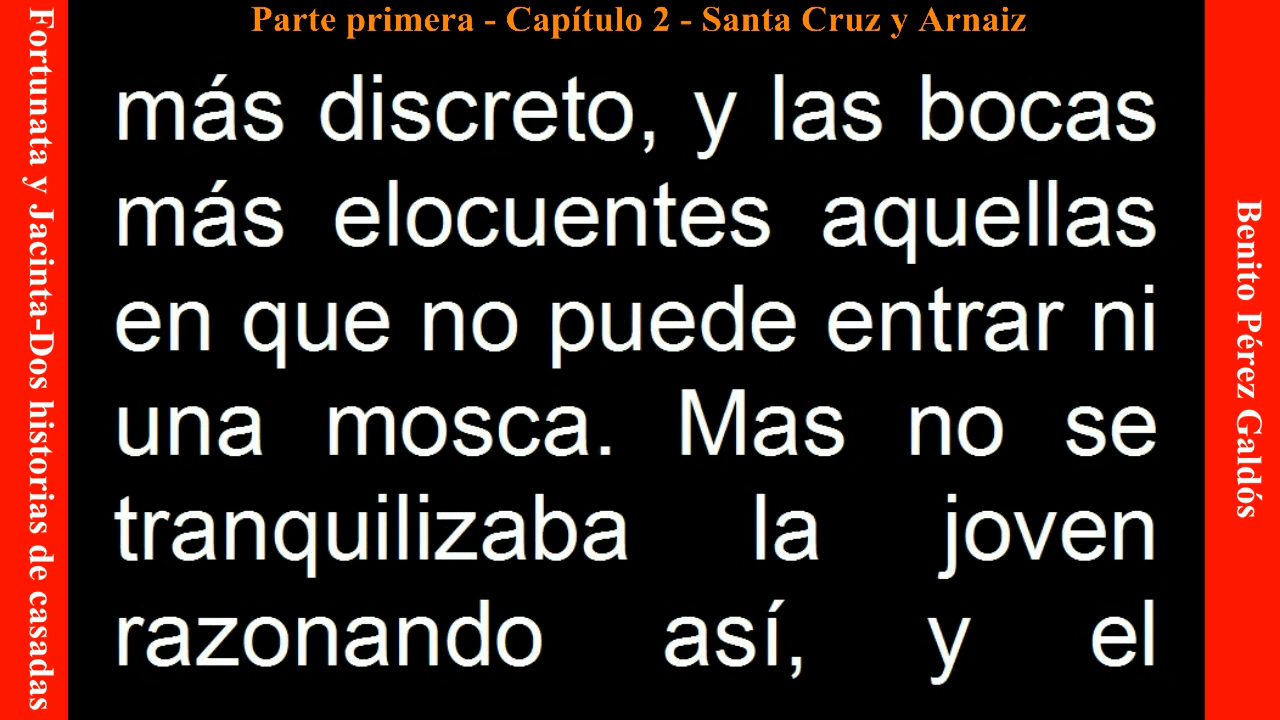 Parte primera - Capítulo 2 - Santa Cruz y Arnaiz
Fortunata y Jacinta-Dos historias de casadas
más discreto, y las bocas
más elocuentes aquellas
en que no puede entrar ni
una mosca. Mas no se
tranquilizaba la joven
razonando así, y el
Benito Pérez Galdós